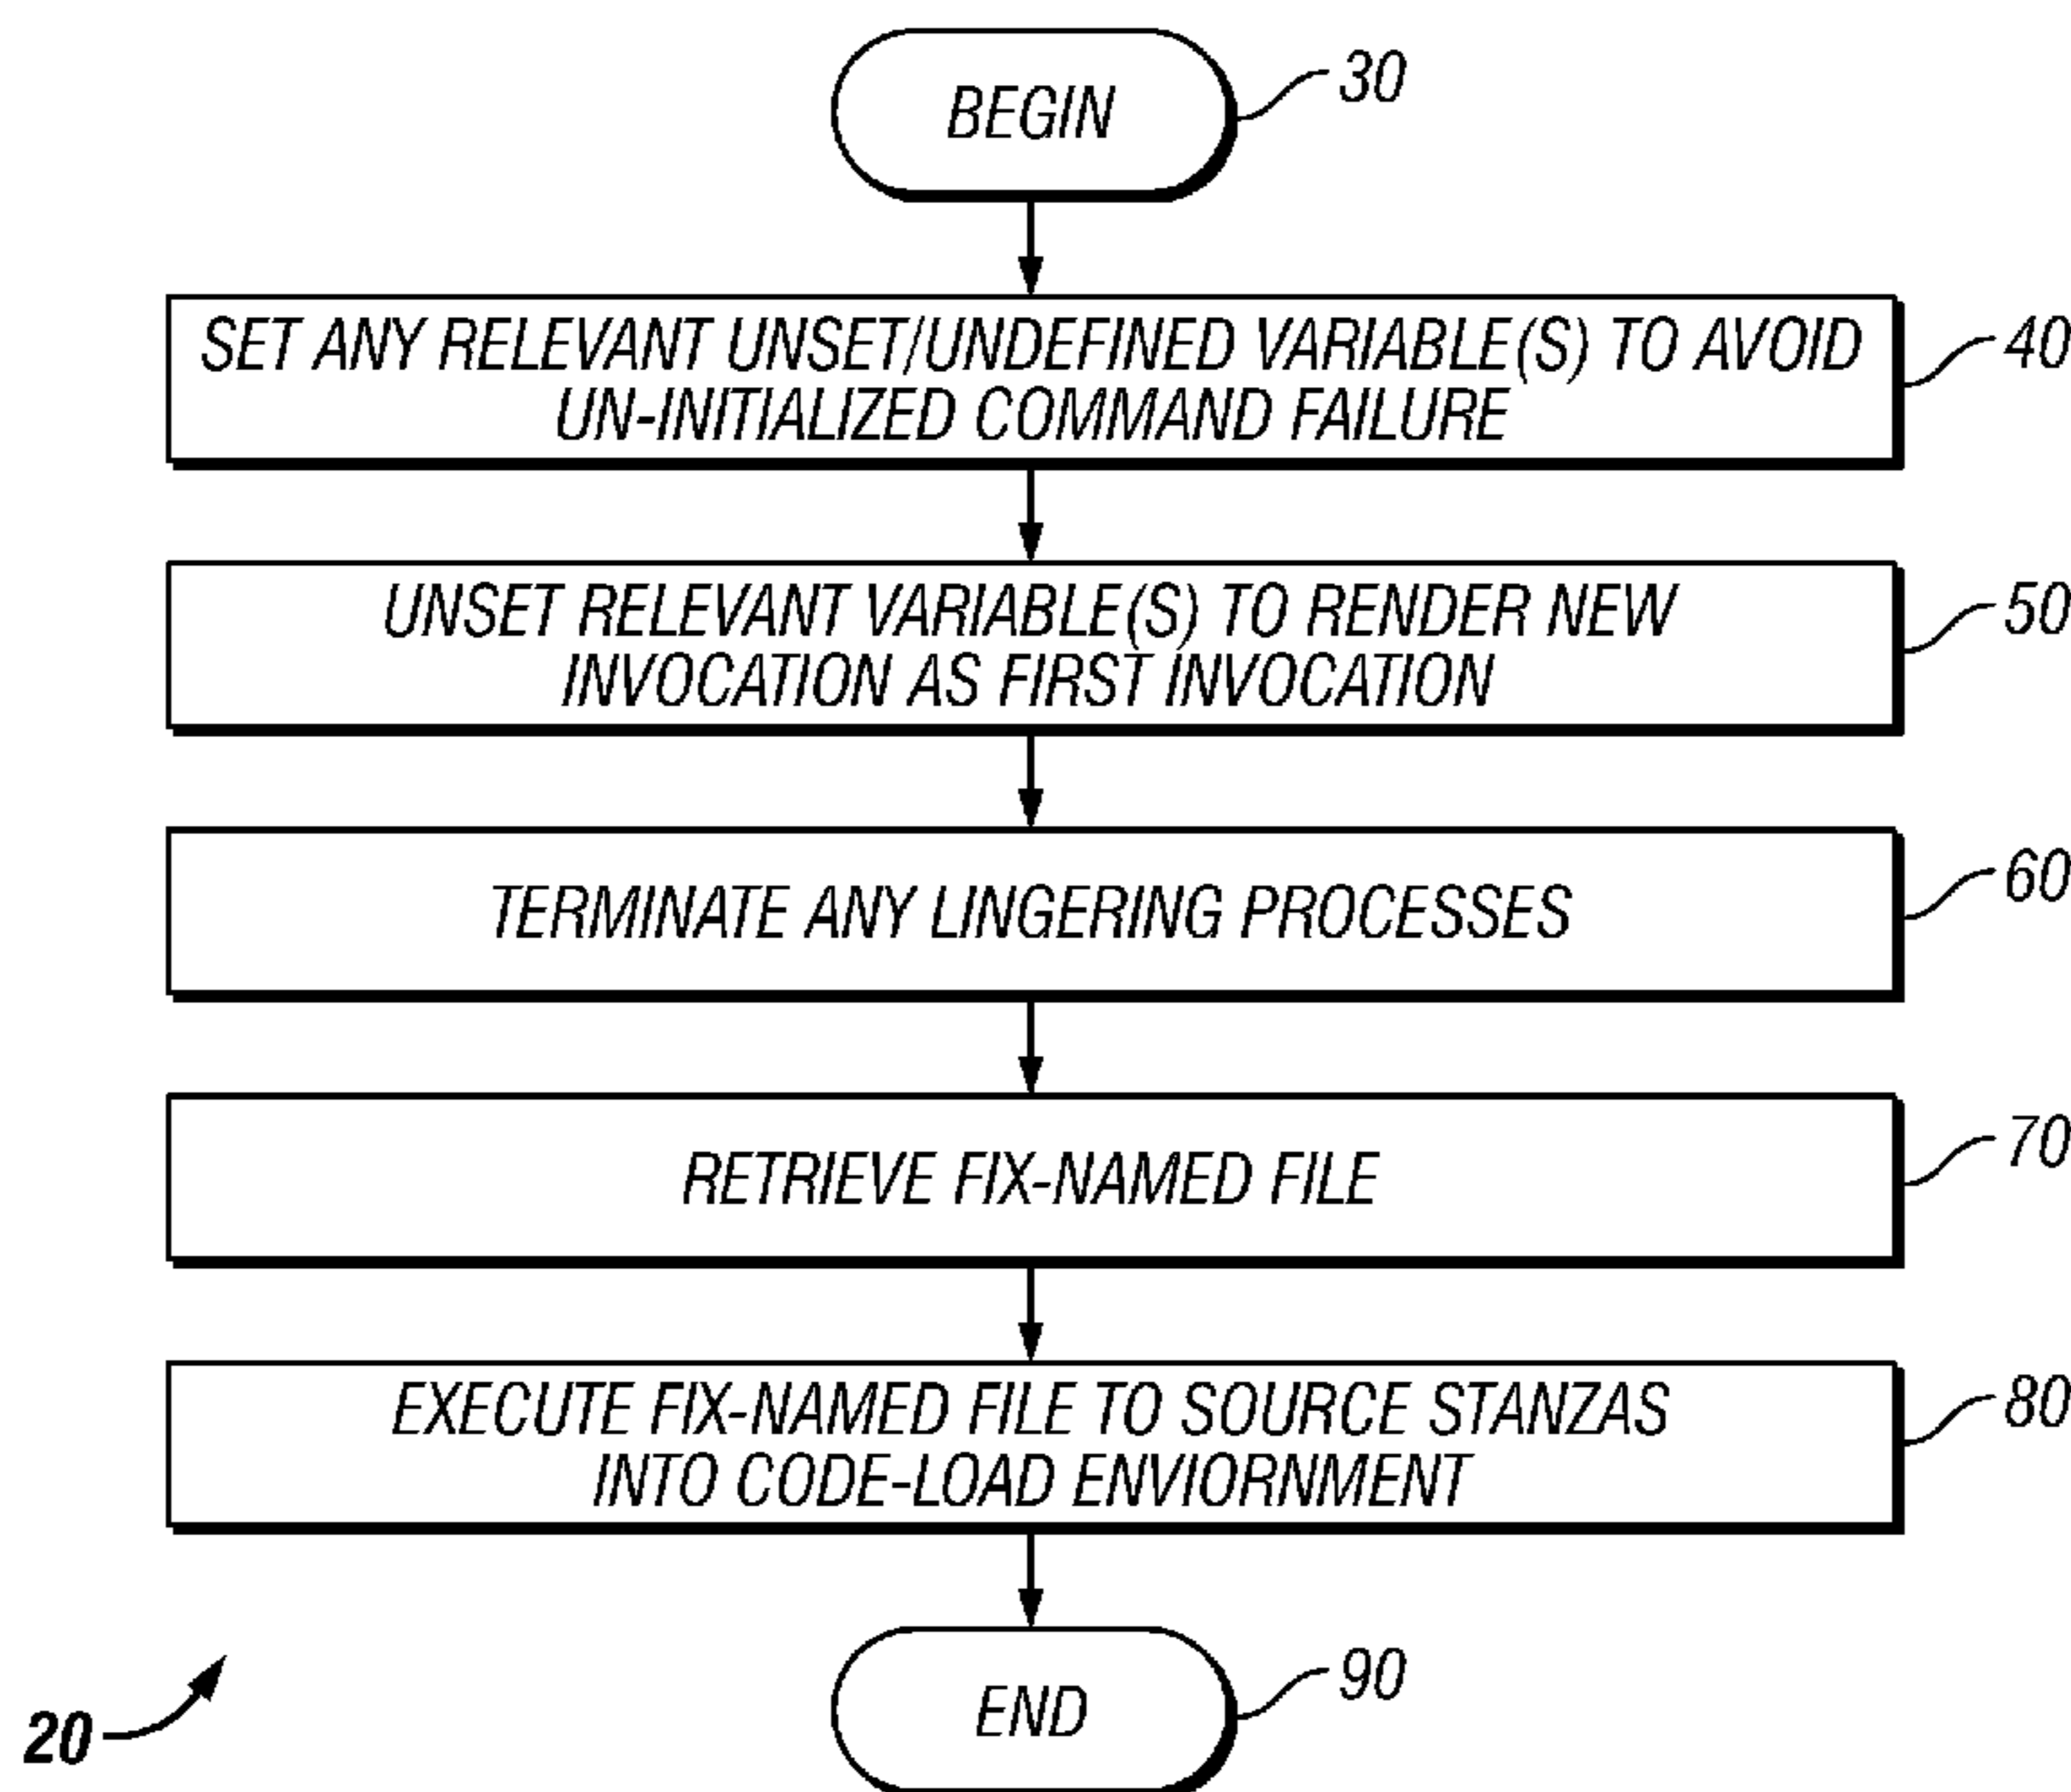 BEGIN
30
SET ANY RELEVANT UNSET/UNDEFINED VARIABLE(S) TO AVOID
UN-INITIALIZED COMMAND FAILURE
40
UNSET RELEVANT VARIABLE(S) TO RENDER NEW
INVOCATION AS FIRST INVOCATION
50
TERMINATE ANY LINGERING PROCESSES
60
RETRIEVE FIX-NAMED FILE
70
EXECUTE FIX-NAMED FILE TO SOURCE STANZAS
INTO CODE-LOAD ENVIORNMENT
80
END
90
20